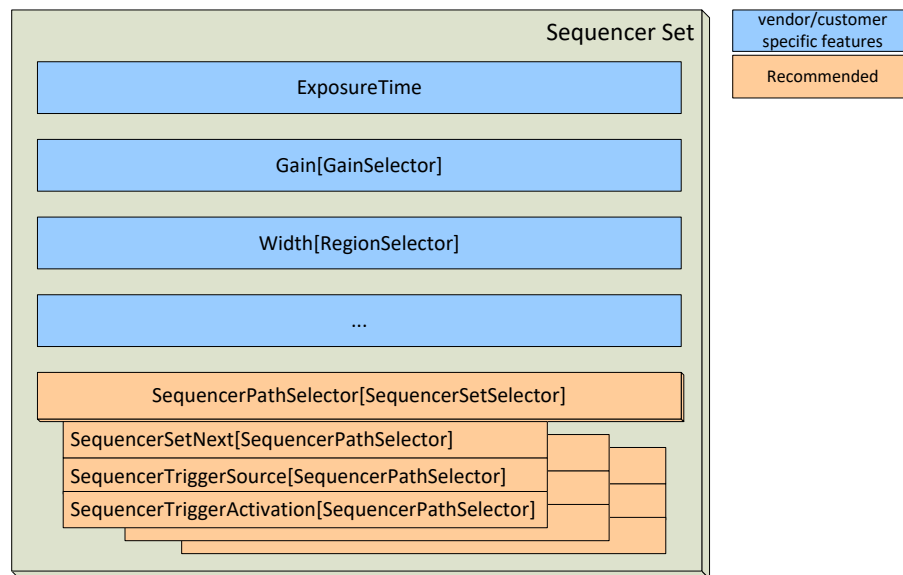 Sequencer Set
vendor/customer
specific features
Recommended
ExposureTime
Gain[GainSelector]
Width[RegionSelector]
...
SequencerPathSelector[SequencerSetSelector]
SequencerSetNext[SequencerPathSelector]
SequencerTriggerSource[SequencerPathSelector]
SequencerTriggerActivation[SequencerPathSelector]